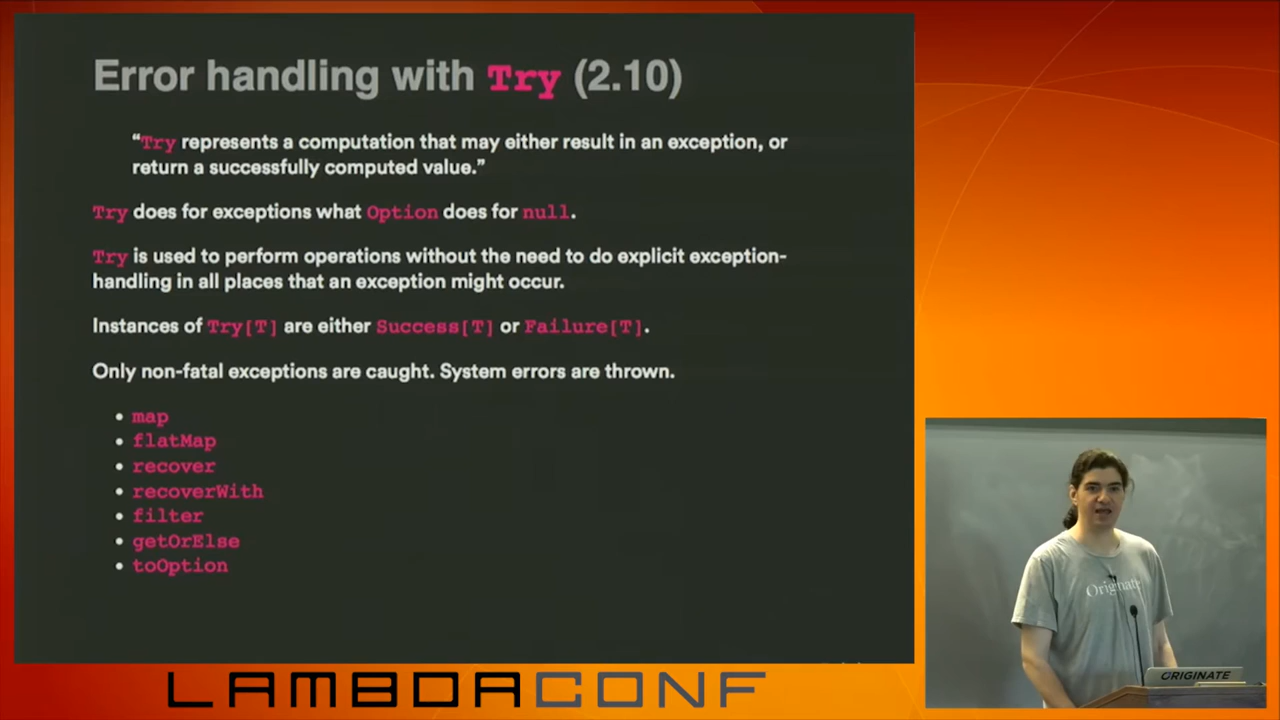 Error handling with Try (2.10)
“Try represents a computation that may either result in an exception, or
return a successfully computed value.”
Try does for exceptions what Option does for null.
Try is used to perform operations without the need to do explicit exception-
handling in all places that an exception might occur.
Instances of Try[T] are either Success[T] or Failure[T].
Only non-fatal exceptions are caught. System errors are thrown.
• map
• flatMap
• recover
• recoverWith
• filter
• getOrElse
• toOption
Originate
ORIGINATE
LAMBDACONF